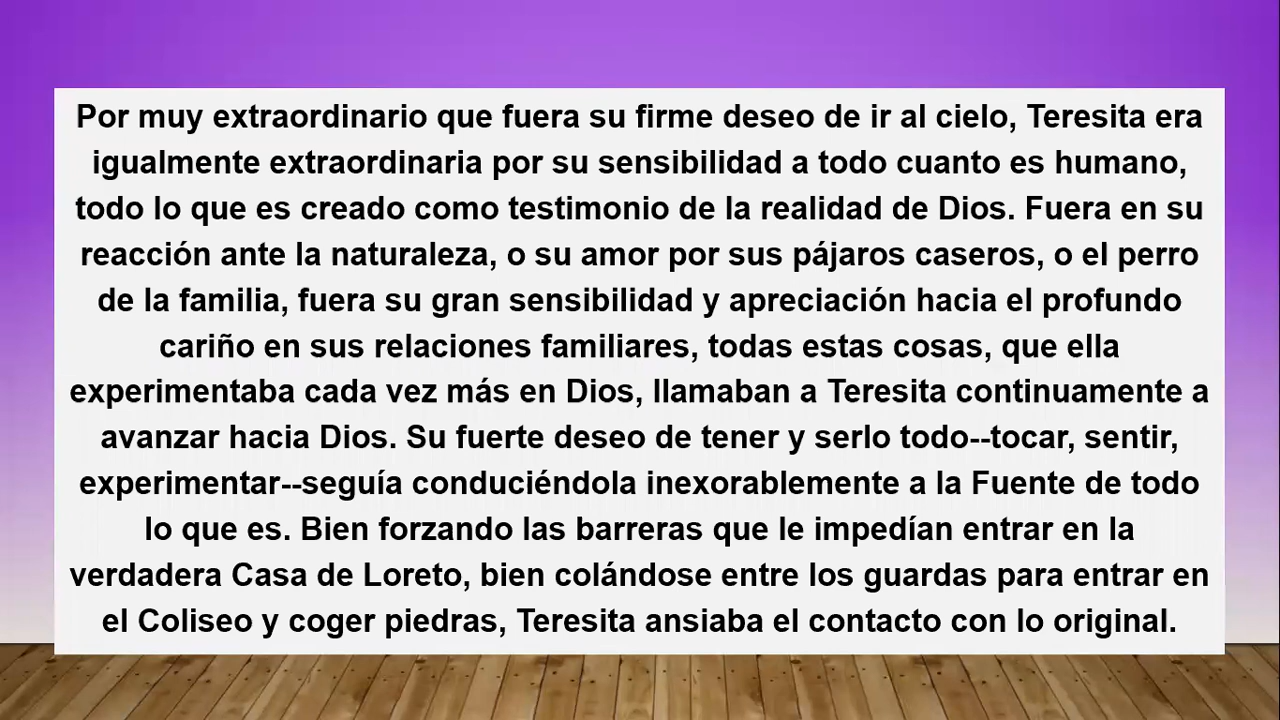 Por muy extraordinario que fuera su firme deseo de ir al cielo, Teresita era
igualmente extraordinaria por su sensibilidad a todo cuanto es humano,
todo lo que es creado como testimonio de la realidad de Dios. Fuera en su
reacción ante la naturaleza, o su amor por sus pájaros caseros, o el perro
de la familia, fuera su gran sensibilidad y apreciación hacia el profundo
cariño en sus relaciones familiares, todas estas cosas, que ella
experimentaba cada vez más en Dios, llamaban a Teresita continuamente a
avanzar hacia Dios. Su fuerte deseo de tener y serlo todo--tocar, sentir,
experimentar--seguía conduciéndola inexorablemente a la Fuente de todo
lo que es. Bien forzando las barreras que le impedían entrar en la
verdadera Casa de Loreto, bien colándose entre los guardas para entrar en
el Coliseo y coger piedras, Teresita ansiaba el contacto con lo original.